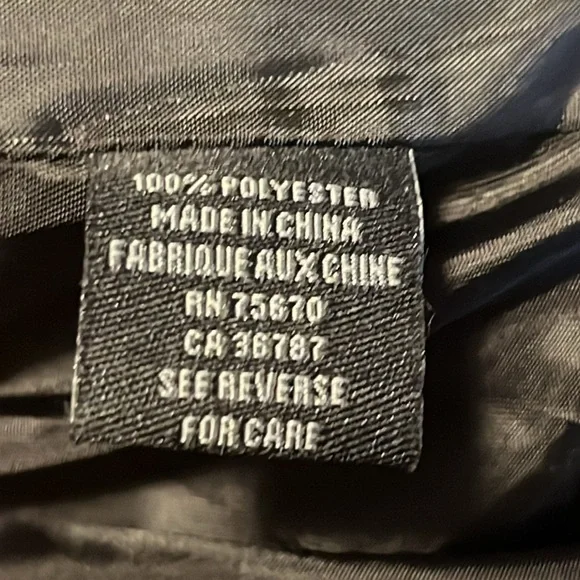 100% POLYESTER
MADE IN CHINA
FABRIQUE AUX CHINE
RN 75670
CA 36787
SEE REVERSE
FOR CARE